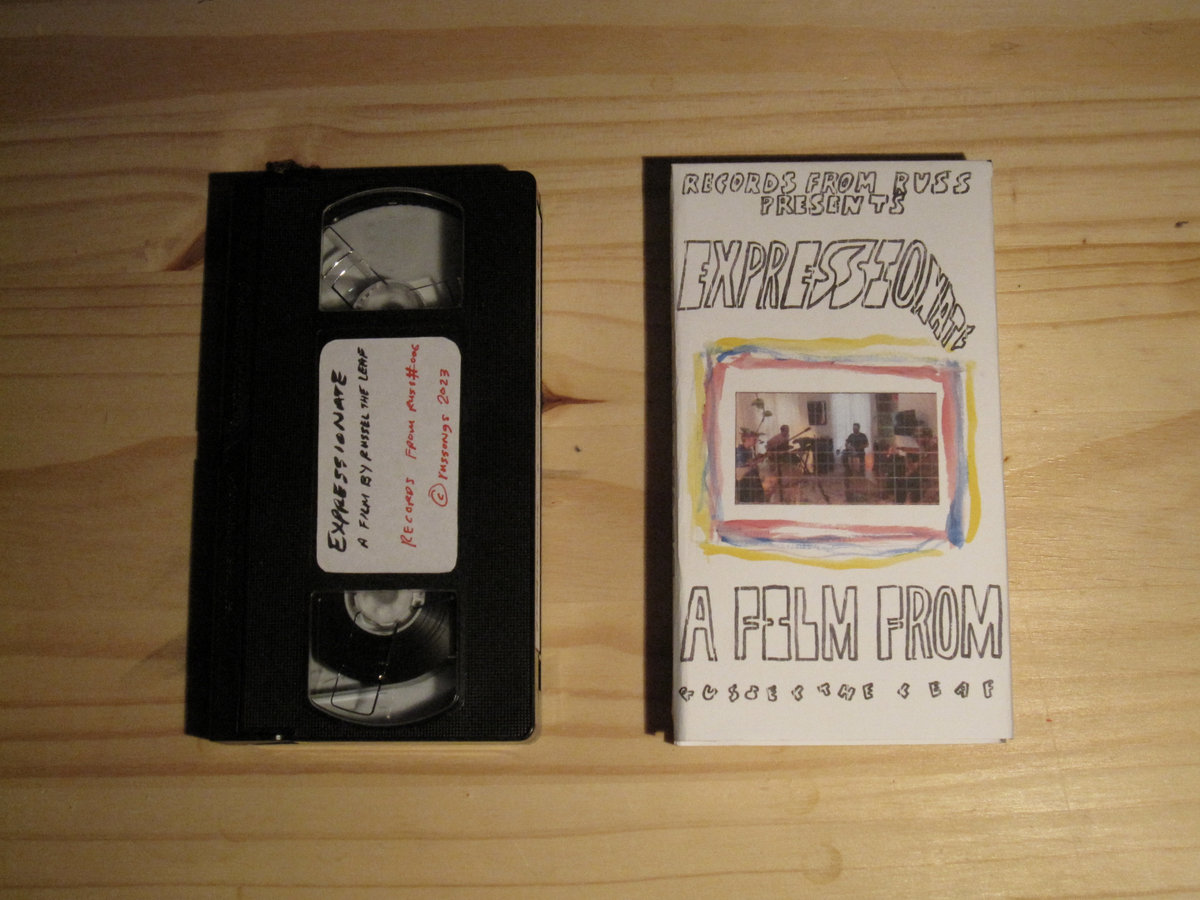 EXPRESSIONATE
A FILM BY RUSSEL THE LEAF
RECORDS FROM RUSS #006
© russongs 2023
RECORDS FROM RUSS
PRESENTS
EXPRESSIONATE
A FILM FROM
RUSSEL THE LEAF